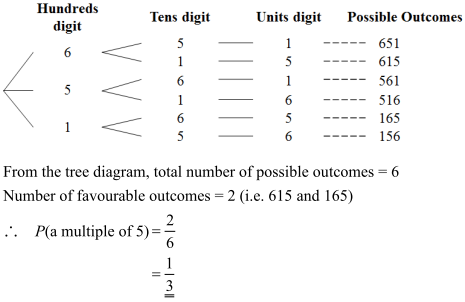 Hundreds digit Tens digit Units digit Possible Outcomes
6 5 1 651
1 5 615
5 6 1 561
1 6 516
1 6 5 165
5 6 156
From the tree diagram, total number of possible outcomes = 6
Number of favourable outcomes = 2 (i.e. 615 and 165)
∴ P(a multiple of 5) = 2/6
= 1/3